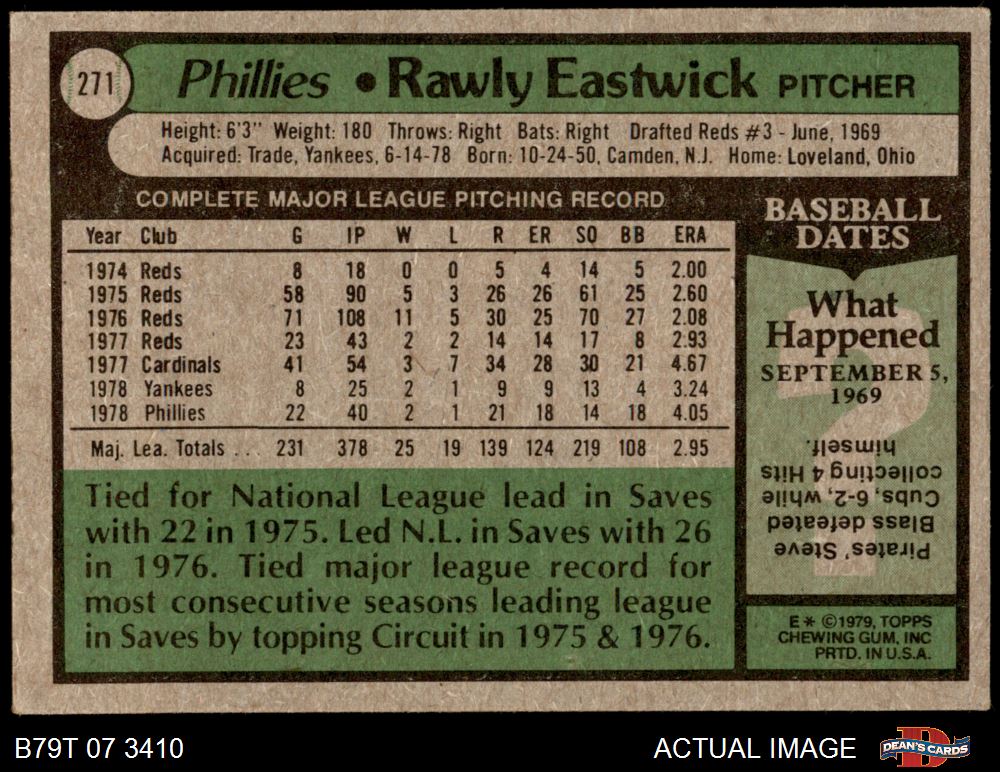 271
Phillies • Rawly Eastwick PITCHER
Height: 6'3" Weight: 180 Throws: Right Bats: Right Drafted Reds #3 - June, 1969
Acquired: Trade, Yankees, 6-14-78 Born: 10-24-50, Camden, N.J. Home: Loveland, Ohio
COMPLETE MAJOR LEAGUE PITCHING RECORD
Year Club G IP W L R ER SO BB ERA
1974 Reds 8 18 0 0 5 4 14 5 2.00
1975 Reds 58 90 5 3 26 26 61 25 2.60
1976 Reds 71 108 11 5 30 25 70 27 2.08
1977 Reds 23 43 2 2 14 14 17 8 2.93
1977 Cardinals 41 54 3 7 34 28 30 21 4.67
1978 Yankees 8 25 2 1 9 9 13 4 3.24
1978 Phillies 22 40 2 1 21 18 14 18 4.05
Maj. Lea. Totals ... 231 378 25 19 139 124 219 108 2.95
Tied for National League lead in Saves
with 22 in 1975. Led N.L. in Saves with 26
in 1976. Tied major league record for
most consecutive seasons leading league
in Saves by topping Circuit in 1975 & 1976.
BASEBALL
DATES
What
Happened
SEPTEMBER 5,
1969
?
Pirates' Steve
Blass defeated
Cubs, 6-2, while
collecting 4 Hits
himself.
E * ©1979, TOPPS
CHEWING GUM, INC
PRTD. IN U.S.A.
B79T 07 3410
ACTUAL IMAGE
D
DEAN'S CARDS